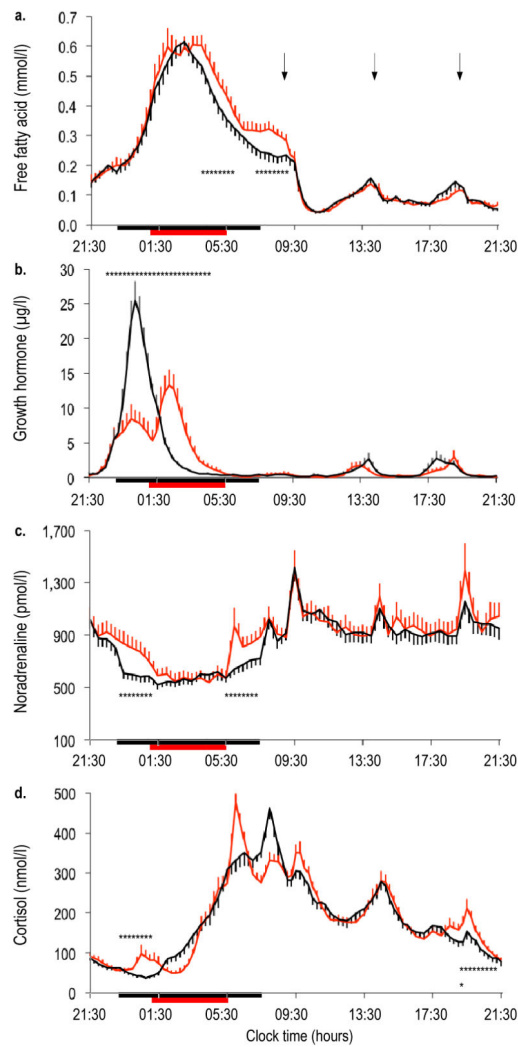 a.
Free fatty acid (mmol/l)
0.7
0.6
0.5
0.4
0.3
0.2
0.1
0.0
********  ********
21:30 01:30 05:30 09:30 13:30 17:30 21:30
b.
Growth hormone (µg/l)
30
25
20
15
10
5
0
*************************
21:30 01:30 05:30 09:30 13:30 17:30 21:30
c.
Noradrenaline (pmol/l)
1,700
1,300
900
500
100
******** ********
21:30 01:30 05:30 09:30 13:30 17:30 21:30
d.
Cortisol (nmol/l)
500
400
300
200
100
0
********
*********
*
21:30 01:30 05:30 09:30 13:30 17:30 21:30
Clock time (hours)